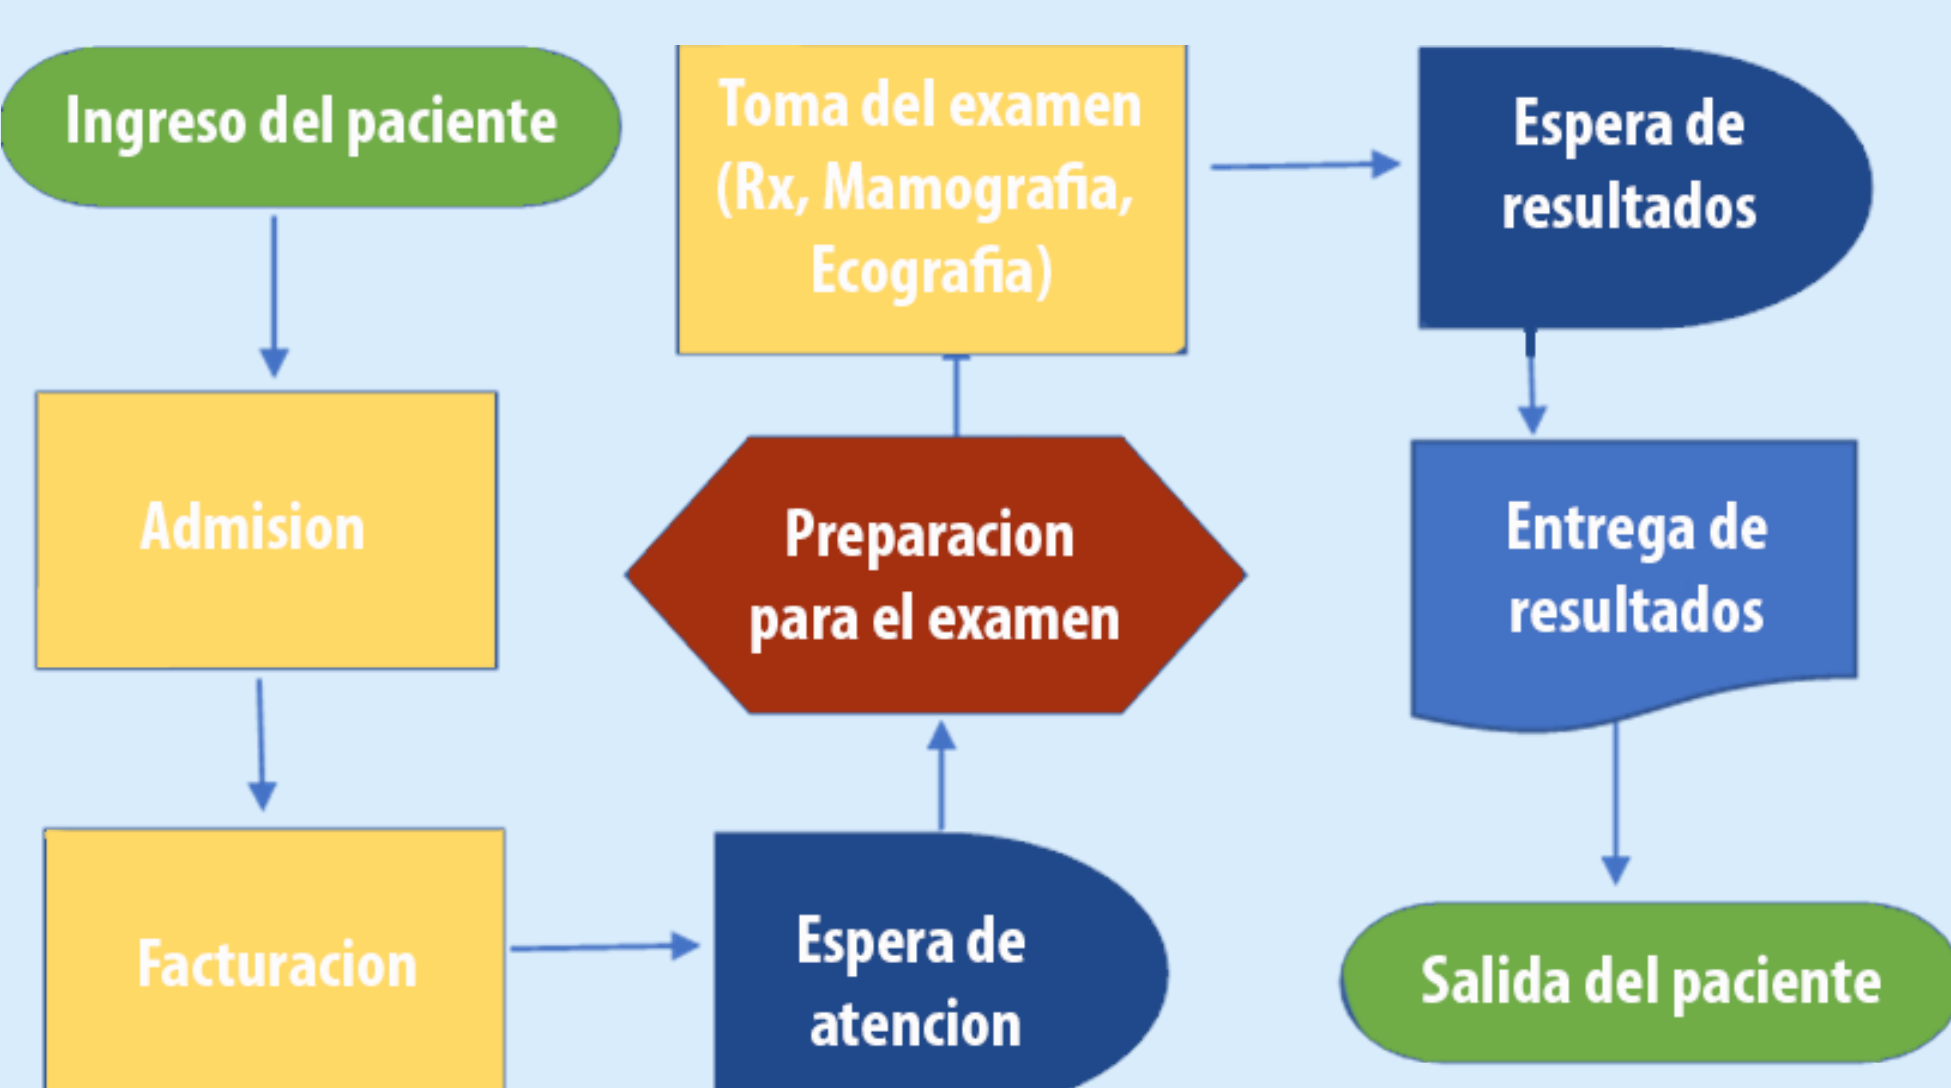 Ingreso del paciente
Admision
Facturacion
Espera de
atencion
Preparacion
para el examen
Toma del examen
(Rx, Mamografia,
Ecografia)
Espera de
resultados
Entrega de
resultados
Salida del paciente